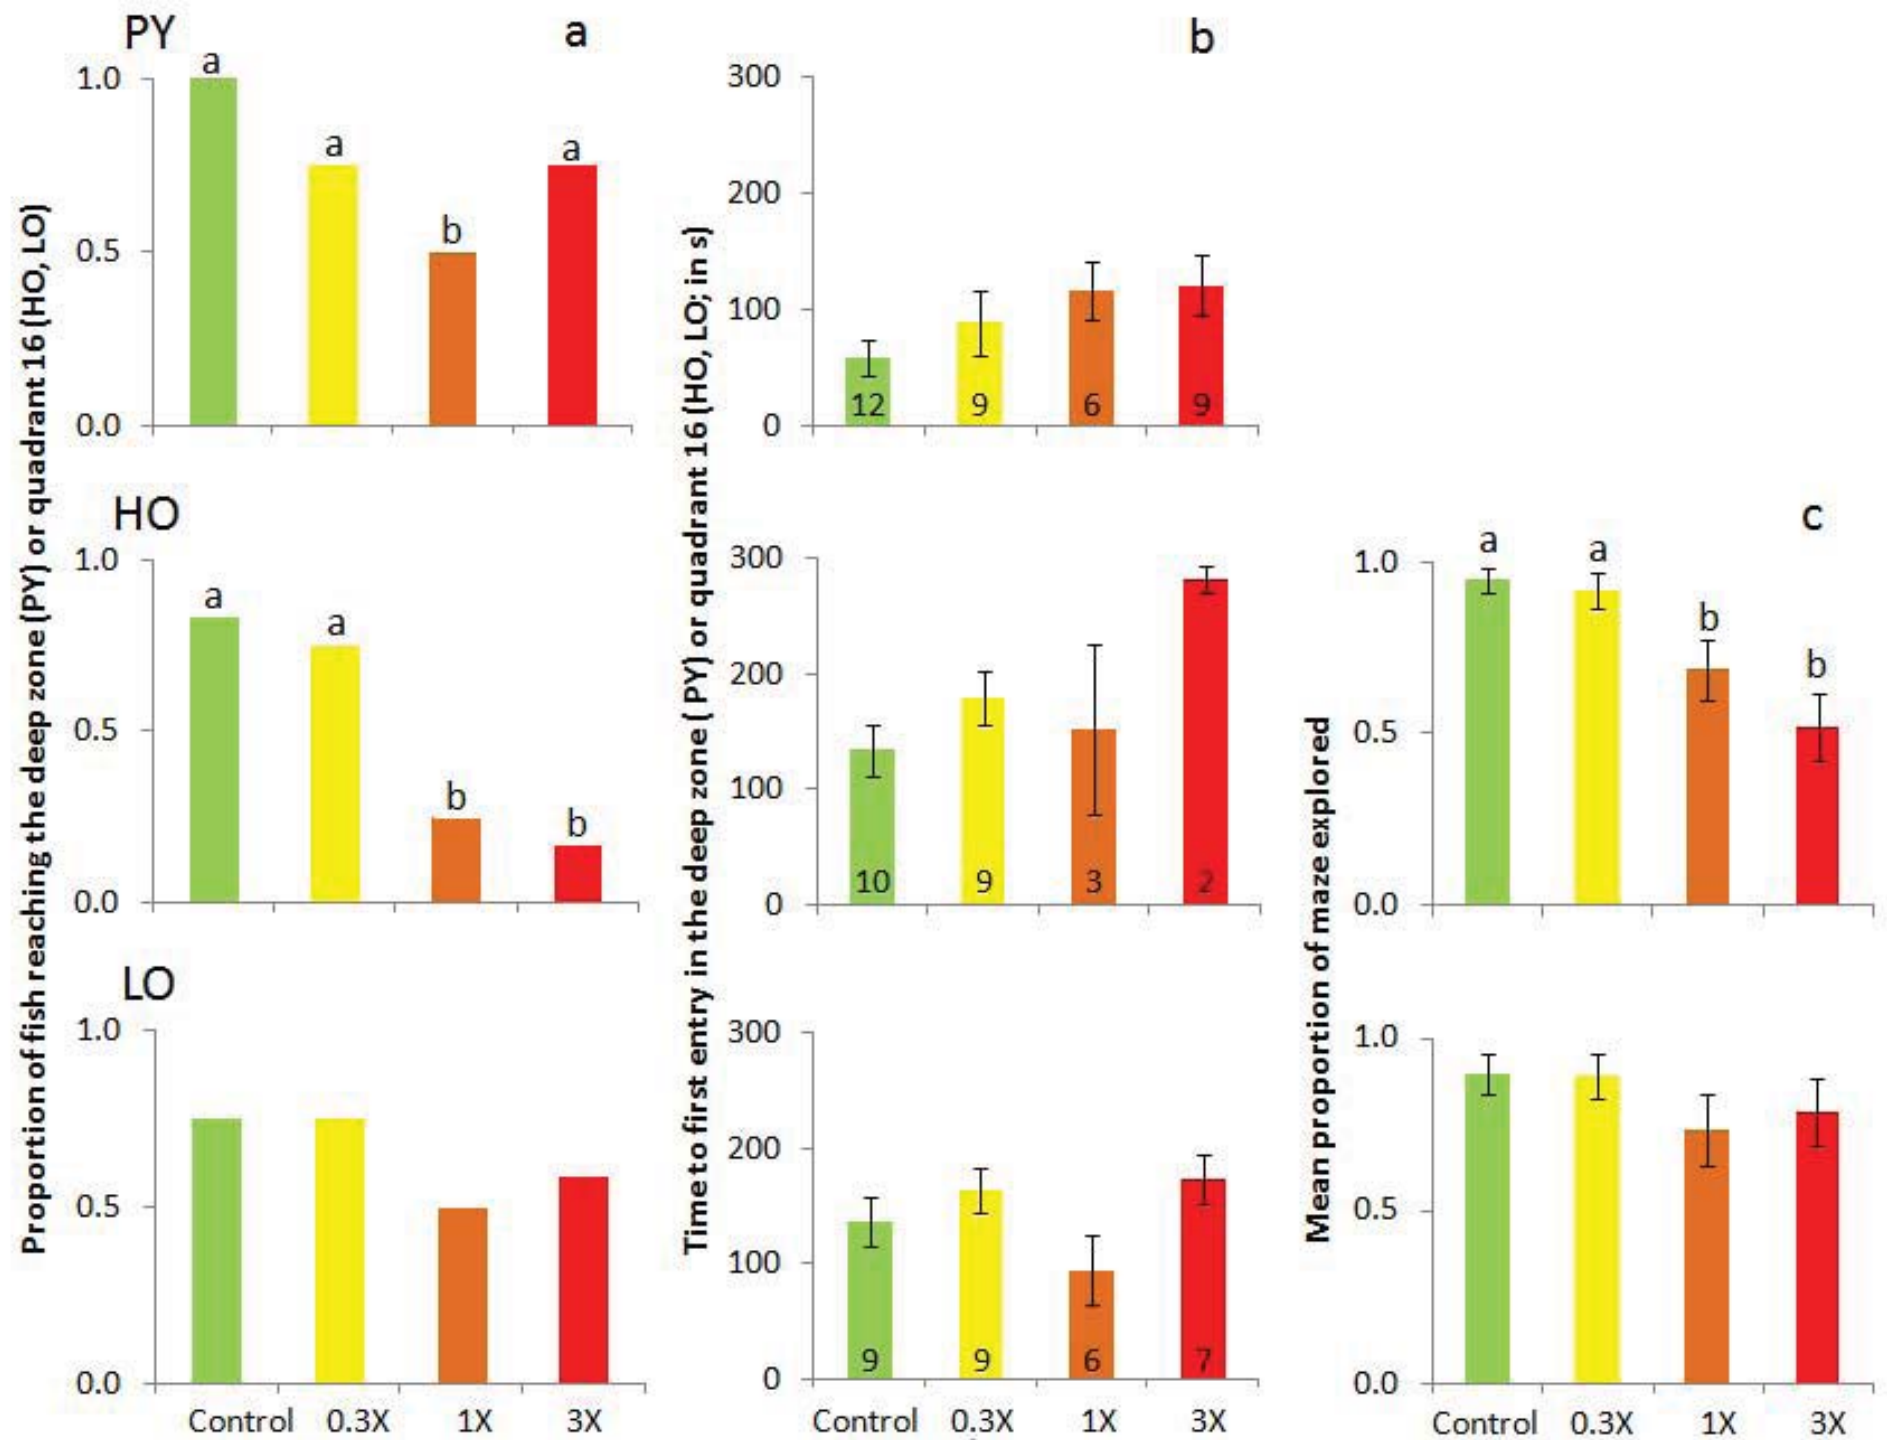 PY
a
b
Proportion of fish reaching the deep zone (PY) or quadrant 16 (HO, LO)
1.0
0.5
0.0
a
a
b
a
Time to first entry in the deep zone ( PY) or quadrant 16 (HO, LO; in s)
300
200
100
0
12
9
6
9
HO
1.0
0.5
0.0
a
a
b
b
300
200
100
0
10
9
3
2
c
Mean proportion of maze explored
1.0
0.5
0.0
a
a
b
b
LO
1.0
0.5
0.0
Control 0.3X 1X 3X
300
200
100
0
9
9
6
7
Control 0.3X 1X 3X
1.0
0.5
0.0
Control 0.3X 1X 3X